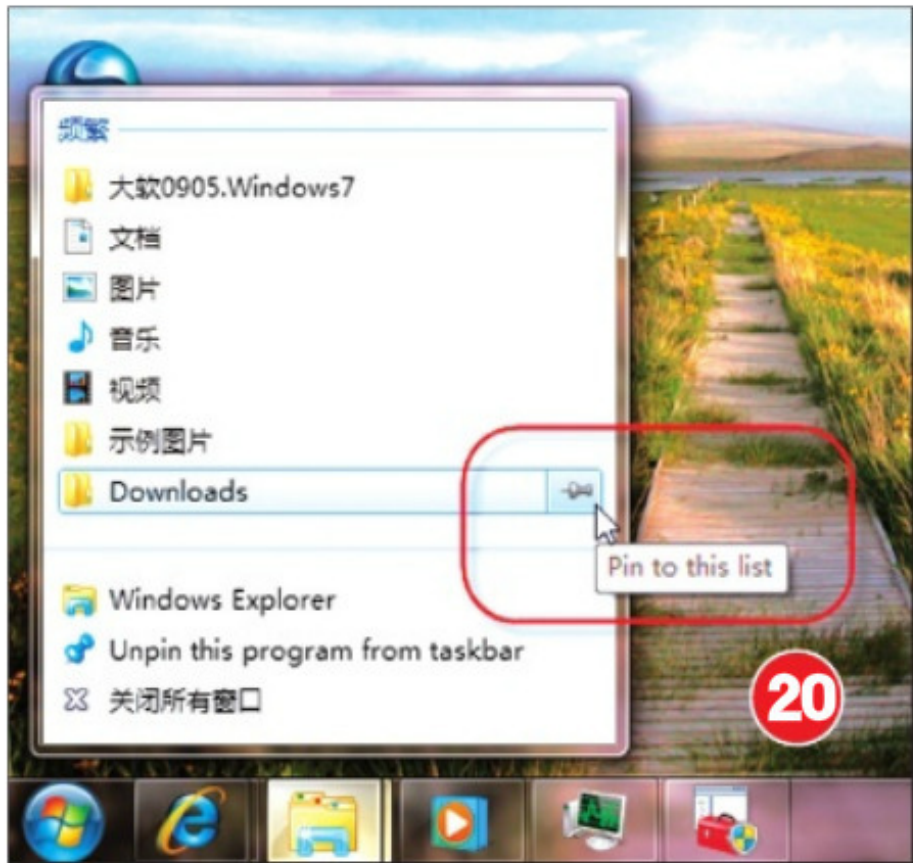 频繁
大软0905.Windows7
文档
图片
音乐
视频
示例图片
Downloads
Pin to this list
Windows Explorer
Unpin this program from taskbar
关闭所有窗口
20